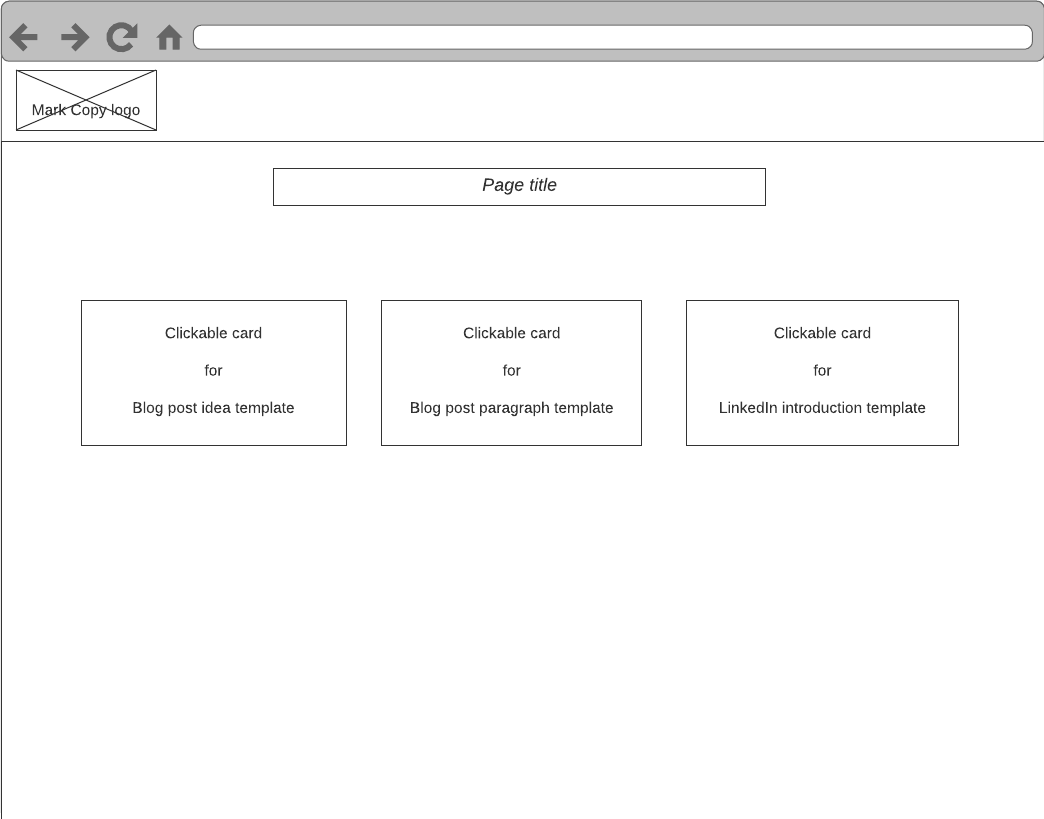 Mark Copy logo
Page title
Clickable card
for
Blog post idea template
Clickable card
for
Blog post paragraph template
Clickable card
for
LinkedIn introduction template